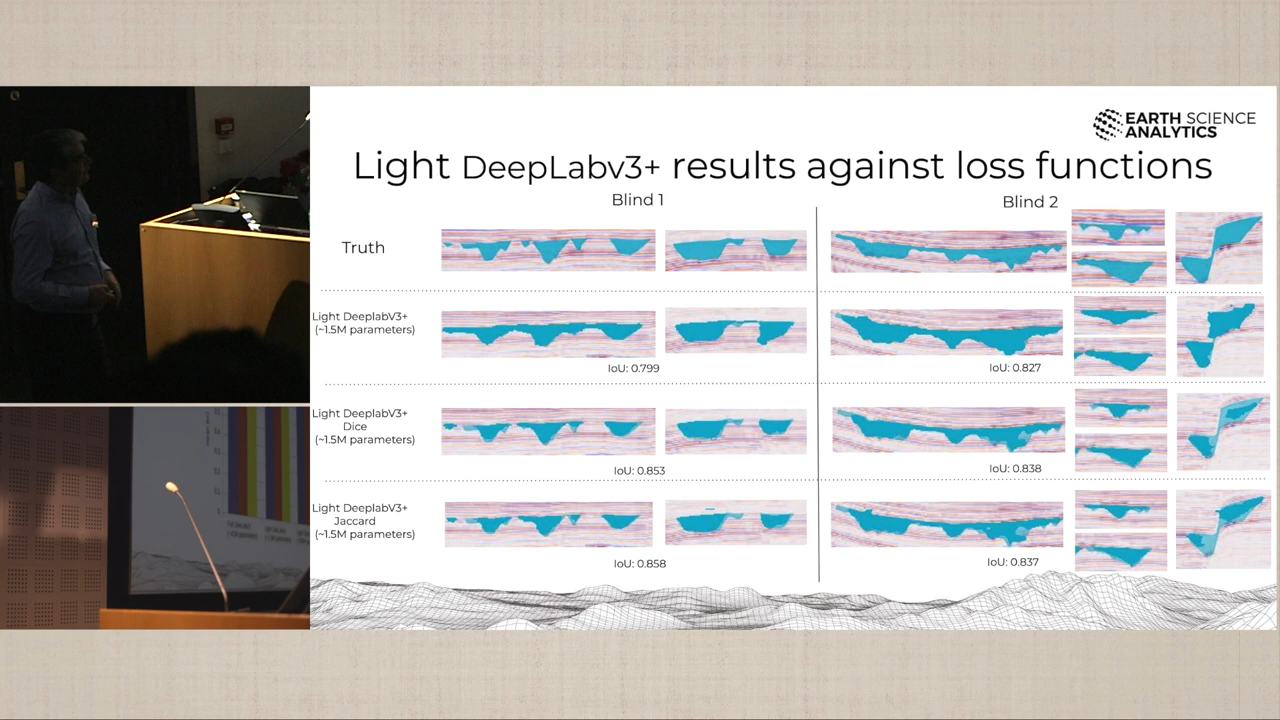 EARTH SCIENCE
ANALYTICS
Light DeepLabv3+ results against loss functions
Blind 1
Blind 2
Truth
Light DeeplabV3+
(~1.5M parameters)
IoU: 0.799
IoU: 0.827
Light DeeplabV3+
Dice
(~1.5M parameters)
IoU: 0.853
IoU: 0.838
Light DeeplabV3+
Jaccard
(~1.5M parameters)
IoU: 0.858
IoU: 0.837